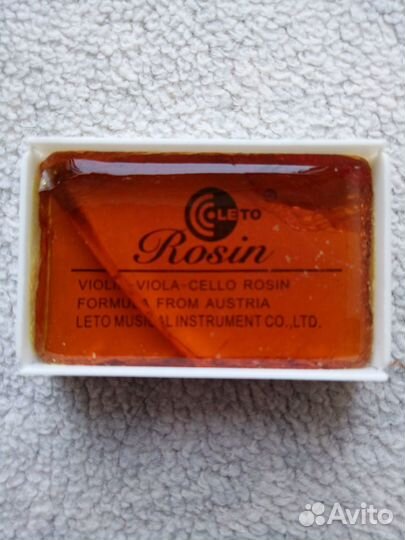 LETO
Rosin
VIOLIN-VIOLA-CELLO ROSIN
FORMULA FROM AUSTRIA
LETO MUSICAL INSTRUMENT CO.,LTD.
Avito